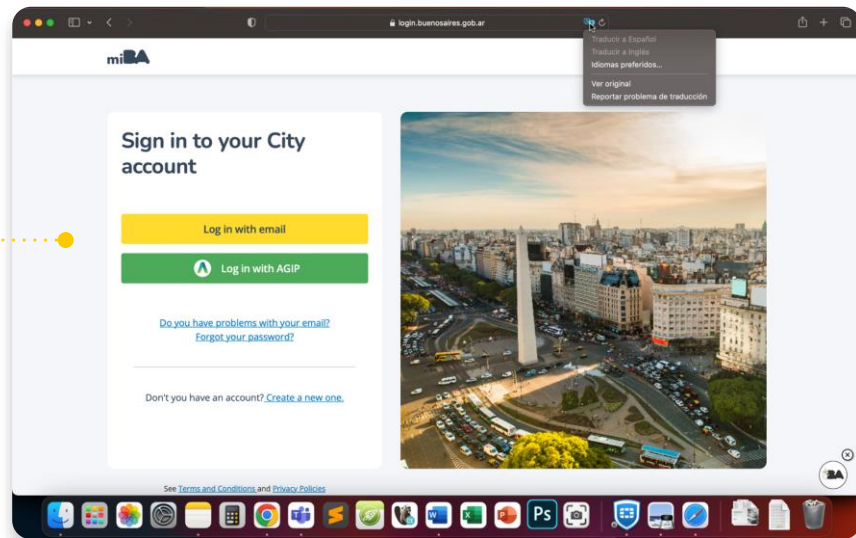 login.buenosaires.gob.ar
Traducir a Español
Traducir a Inglés
Idiomas preferidos...
Ver original
Reportar problema de traducción
miBA
Sign in to your City
account
Log in with email
Log in with AGIP
Do you have problems with your email?
Forgot your password?
Don't you have an account? Create a new one.
See Terms and Conditions and Privacy Policies
BA
Ps